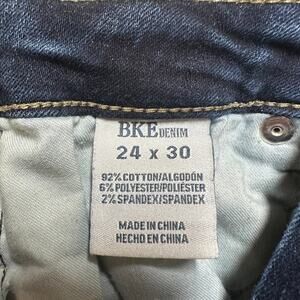 BKE DENIM
24 x 30
92% COTTON/ALGODÓN
6% POLYESTER/POLIÉSTER
2% SPANDEX/SPANDEX
MADE IN CHINA
HECHO EN CHINA